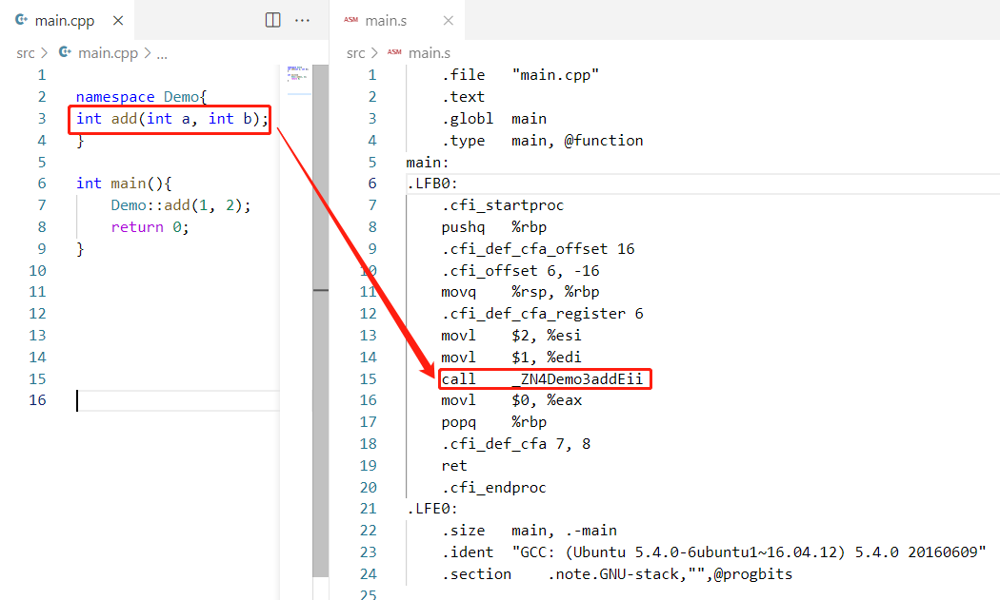 main.cpp
src > main.cpp > ...
1
2 namespace Demo{
3 int add(int a, int b);
4 }
5
6 int main(){
7     Demo::add(1, 2);
8     return 0;
9 }
10
11
12
13
14
15
16
ASM main.s
src > ASM main.s
1     .file   "main.cpp"
2     .text
3     .globl  main
4     .type   main, @function
5 main:
6 .LFB0:
7     .cfi_startproc
8     pushq   %rbp
9     .cfi_def_cfa_offset 16
10     .cfi_offset 6, -16
11     movq    %rsp, %rbp
12     .cfi_def_cfa_register 6
13     movl    $2, %esi
14     movl    $1, %edi
15     call    _ZN4Demo3addEii
16     movl    $0, %eax
17     popq    %rbp
18     .cfi_def_cfa 7, 8
19     ret
20     .cfi_endproc
21 .LFE0:
22     .size   main, .-main
23     .ident  "GCC: (Ubuntu 5.4.0-6ubuntu1~16.04.12) 5.4.0 20160609"
24     .section    .note.GNU-stack,"",@progbits
25